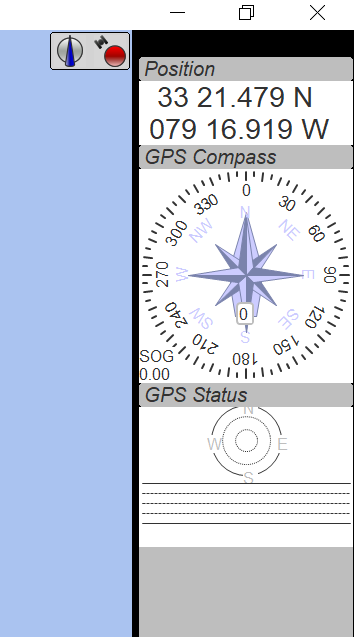 Position
33 21.479 N
079 16.919 W
GPS Compass
0
30
60
90
120
150
180
210
240
270
300
330
N
NE
E
SE
S
SW
W
NW
0
SOG
0.00
GPS Status
N
W
E
S